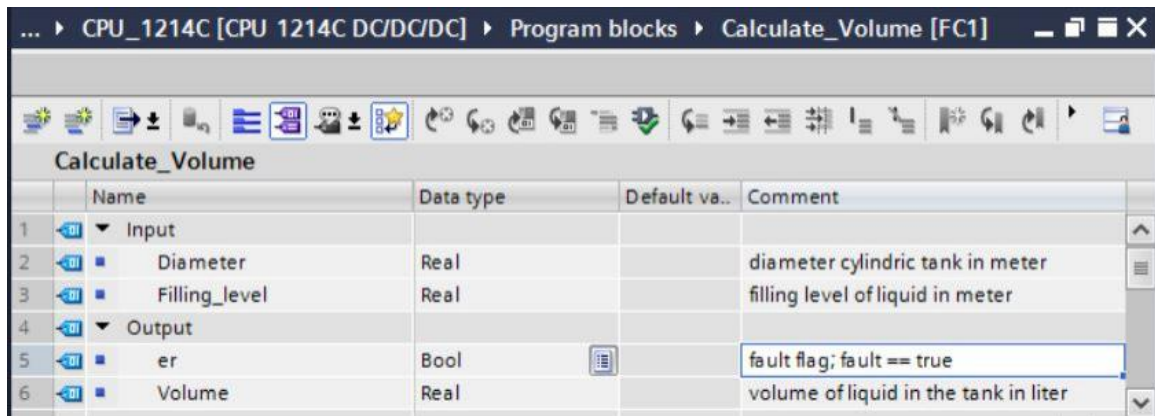 ... ▸ CPU_1214C [CPU 1214C DC/DC/DC] ▸ Program blocks ▸ Calculate_Volume [FC1]
Calculate_Volume
Name Data type Default va.. Comment
1 Input
2 Diameter Real diameter cylindric tank in meter
3 Filling_level Real filling level of liquid in meter
4 Output
5 er Bool fault flag; fault == true
6 Volume Real volume of liquid in the tank in liter